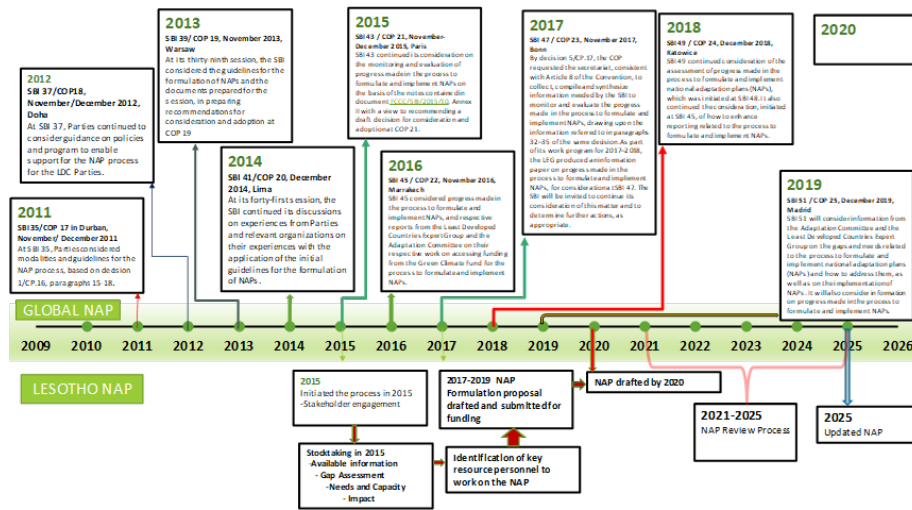 2012
SBI 37/COP18,
November/December 2012,
Doha
At SBI 37, Parties continued to
consider guidance on policies
and program to enable
support for the NAP process
for the LDC Parties.
2013
SBI 39/ COP 19, November 2013,
Warsaw
At its thirty ninth session, the SBI
considered the guidelines for the
formulation of NAPs and the
documents prepared for the
session, in preparing
recommendations for
consideration and adoption at
COP 19
2015
SBI 43 / COP 21, November-
December 2015, Paris
SBI 43 continued its consideration on
the monitoring and evaluation of
progress made in the process to
formulate and implement NAPs on
the basis of the notes containe din
document /CCC/SBI/2015/10. Annex
II with a view to recommending a
draft decision for consideration and
adoption at COP 21.
2017
SBI 47 / COP 23, November 2017,
Bonn
By decision 5/CP.17, the COP
requested the secretariat, consistent
with Article 8 of the Convention, to
collect, compile and synthesize
information needed by the SBI to
monitor and evaluate the progress
made in the process to formulate and
implement NAPs, drawing upon the
information referred to in paragraphs
32–35 of the same decision. As part
of its work program for 2017–2018,
the LEG produced an information
paper on progress made in the
process to formulate and implement
NAPs, for consideration at SBI 47. The
SBI will be invited to continue its
consideration of this matter and to
determine further actions, as
appropriate.
2018
SBI 49 / COP 24, December 2018,
Katowice
SBI 49 continued consideration of the
assessment of progress made in the
process to formulate and implement
national adaptation plans (NAPs),
which was initiated at SBI 48. It also
continued the consideration, initiated
at SBI 45, of how to enhance
reporting related to the process to
formulate and implement NAPs.
2020
2011
SBI35/COP 17 in Durban,
November/ December 2011
At SBI 35, Parties considered
modalities and guidelines for the
NAP process, based on decision
1/CP.16, paragraphs 15-18.
2014
SBI 41/COP 20, December
2014, Lima
At its forty-first session, the
SBI continued its discussions on
experiences from Parties
and relevant organizations on
their experiences with the
application of the initial
guidelines for the formulation
of NAPs.
2016
SBI 45 / COP 22, November 2016,
Marrakech
SBI 45 considered progress made in
the process to formulate and
implement NAPs, and respective
reports from the Least Developed
Countries Expert Group and the
Adaptation Committee on their
respective work on accessing funding
from the Green Climate Fund for the
process to formulate and implement
NAPs.
2019
SBI 51 / COP 25, December 2019,
Madrid
SBI 51 will consider information from
the Adaptation Committee and the
Least Developed Countries Expert
Group on the gaps and needs related
to the process to formulate and
implement national adaptation plans
(NAPs) and how to address them, as
well as on the implementation of
NAPs. It will also consider information
on progress made in the process to
formulate and implement NAPs.
GLOBAL NAP
2009 2010 2011 2012 2013 2014 2015 2016 2017 2018 2019 2020 2021 2022 2023 2024 2025 2026
LESOTHO NAP
2015
Initiated the process in 2015
-Stakeholder engagement
2017-2019 NAP
Formulation proposal
drafted and submitted for
funding
NAP drafted by 2020
2021-2025
NAP Review Process
2025
Updated NAP
Stocktaking in 2015
-Available information
- Gap Assessment
-Needs and Capacity
- Impact
Identification of key
resource personnel to
work on the NAP